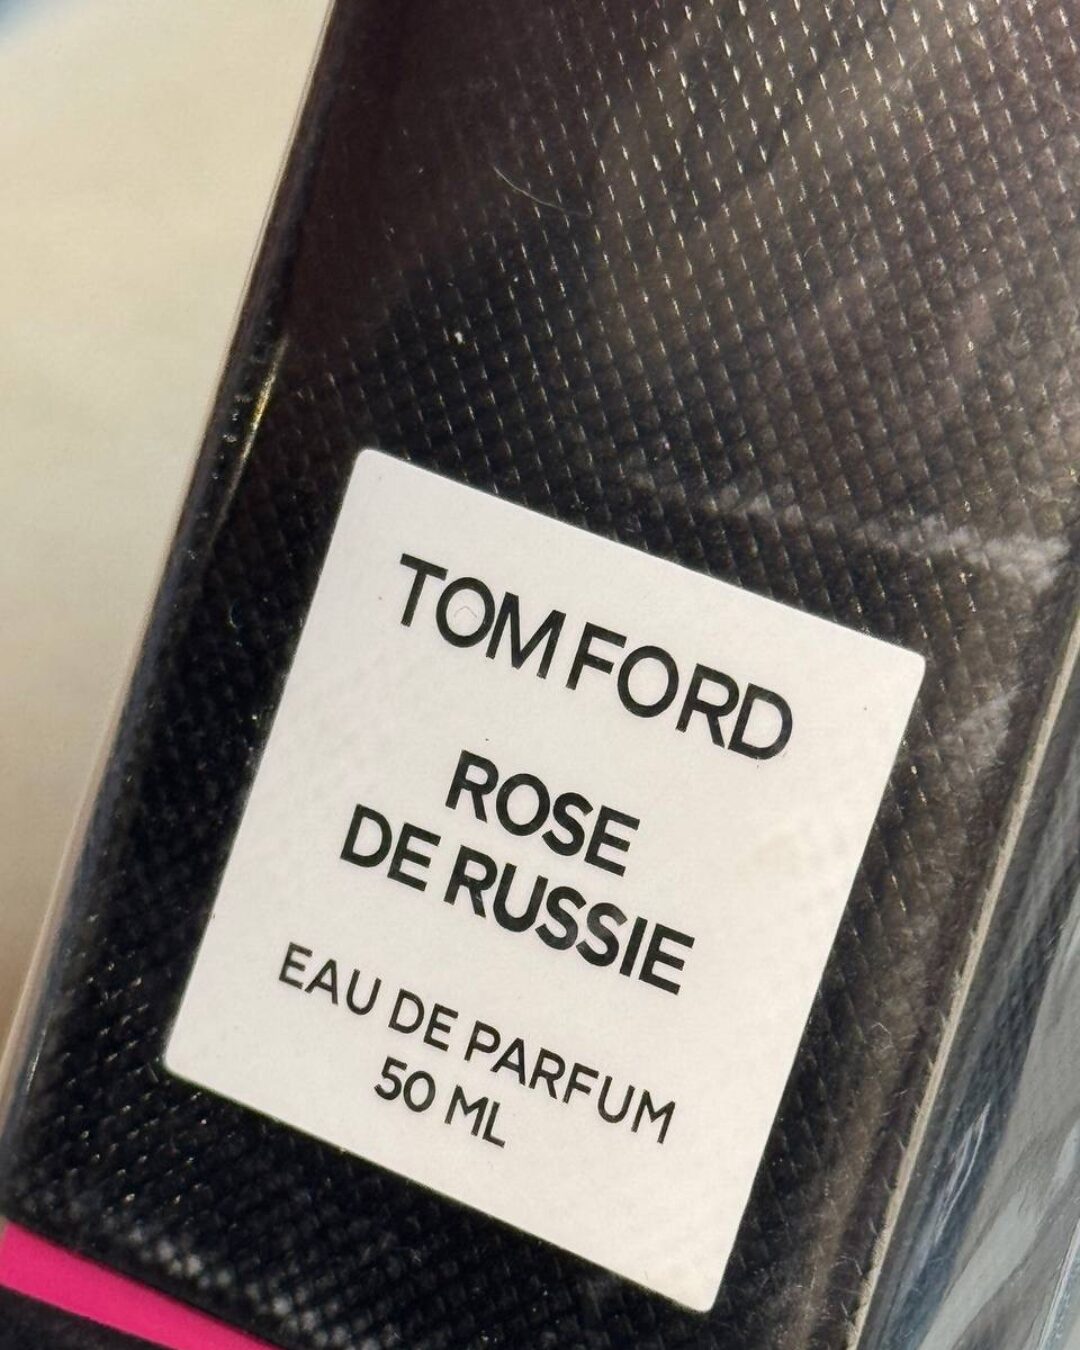 TOM FORD
ROSE
DE RUSSIE
EAU DE PARFUM
50 ML